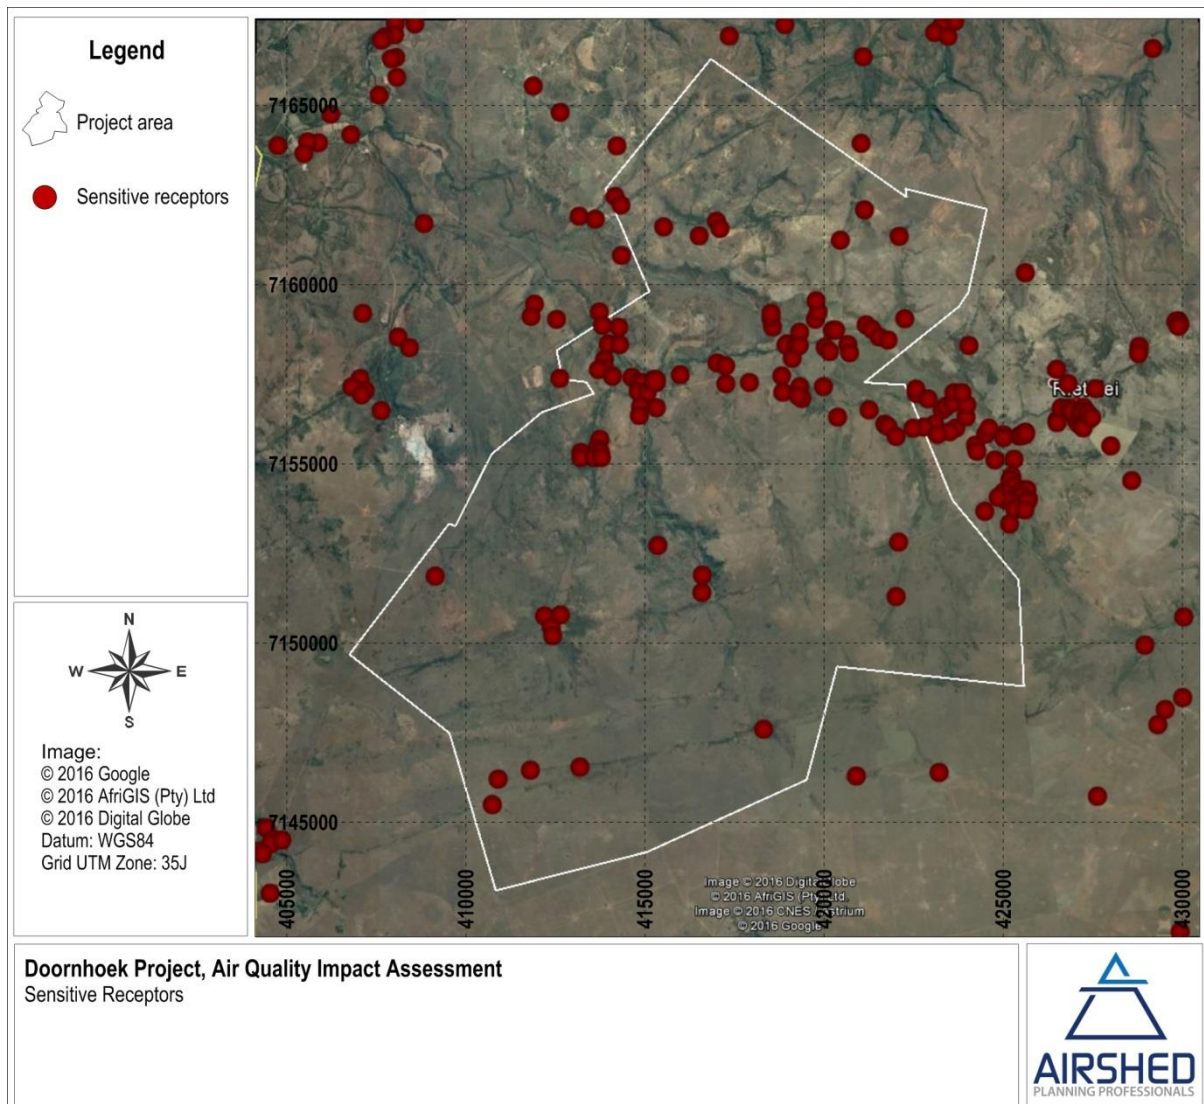 Legend
Project area
Sensitive receptors
7165000
7160000
7155000
7150000
7145000
405000
410000
415000
420000
425000
430000
N
W E
S
Image:
© 2016 Google
© 2016 AfriGIS (Pty) Ltd
© 2016 Digital Globe
Datum: WGS84
Grid UTM Zone: 35J
Image © 2016 DigitalGlobe
© 2016 AfriGIS (Pty) Ltd.
Image © 2016 CNES / Astrium
© 2016 Google
Doornhoek Project, Air Quality Impact Assessment
Sensitive Receptors
AIRSHED
PLANNING PROFESSIONALS